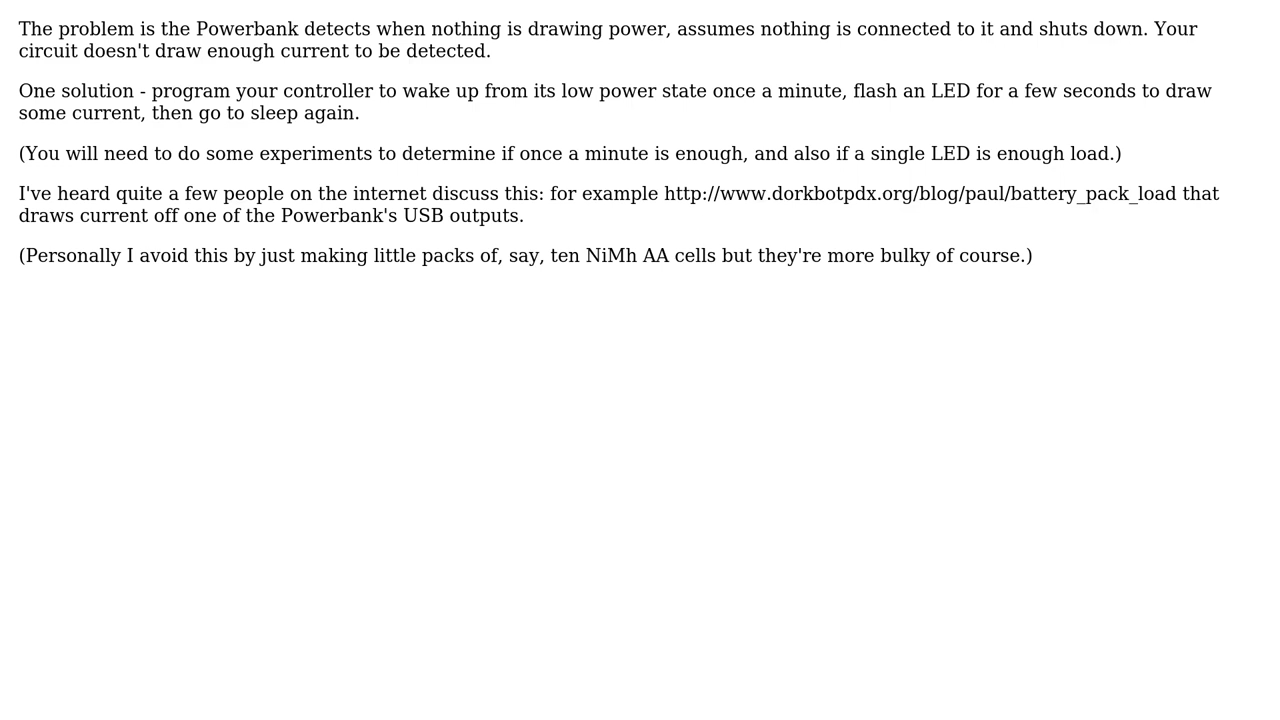 The problem is the Powerbank detects when nothing is drawing power, assumes nothing is connected to it and shuts down. Your
circuit doesn't draw enough current to be detected.
One solution - program your controller to wake up from its low power state once a minute, flash an LED for a few seconds to draw
some current, then go to sleep again.
(You will need to do some experiments to determine if once a minute is enough, and also if a single LED is enough load.)
I've heard quite a few people on the internet discuss this: for example http://www.dorkbotpdx.org/blog/paul/battery_pack_load that
draws current off one of the Powerbank's USB outputs.
(Personally I avoid this by just making little packs of, say, ten NiMh AA cells but they're more bulky of course.)